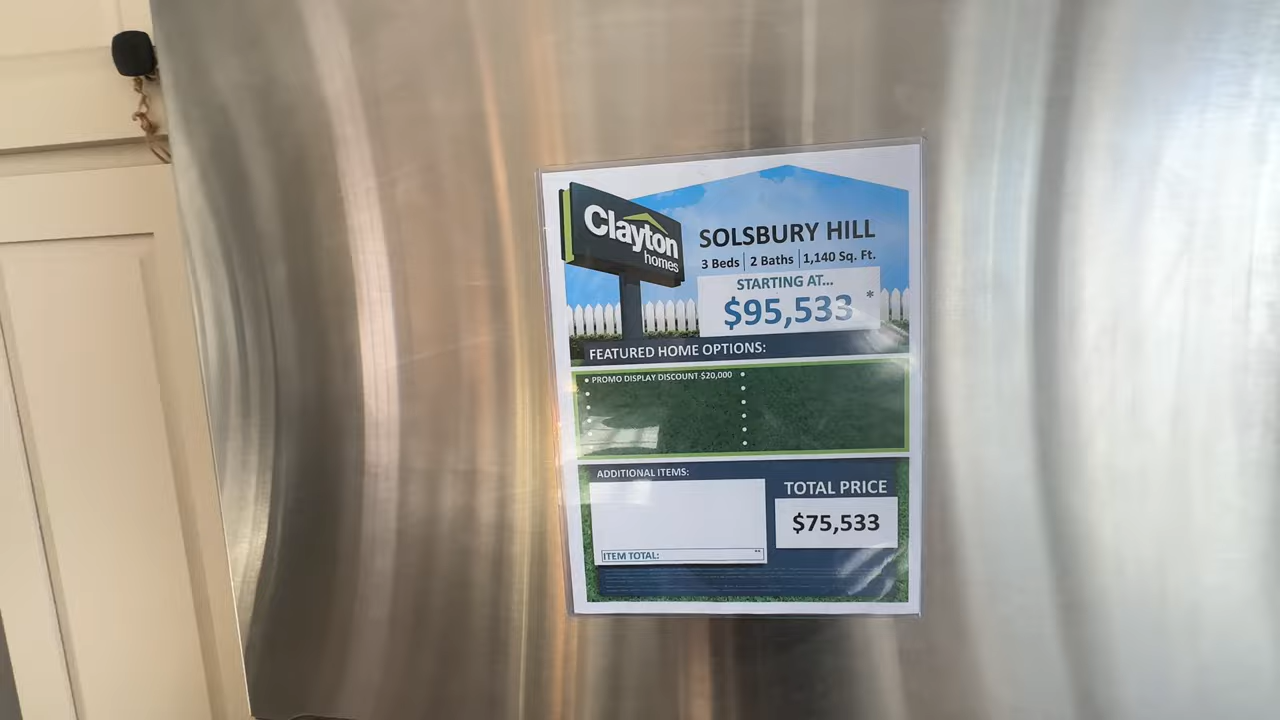 Clayton
homes
SOLSBURY HILL
3 Beds | 2 Baths | 1,140 Sq. Ft.
STARTING AT...
$95,533 *
FEATURED HOME OPTIONS:
• PROMO DISPLAY DISCOUNT $20,000
ADDITIONAL ITEMS:
TOTAL PRICE
$75,533
ITEM TOTAL: **